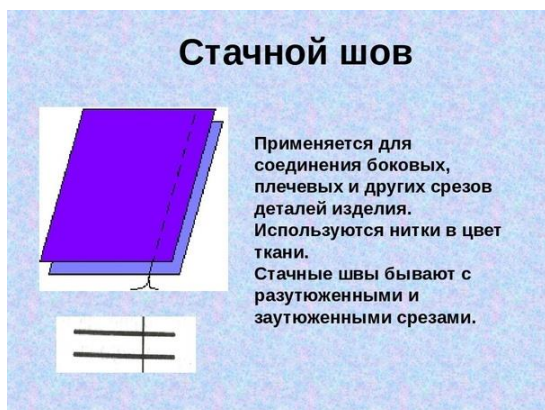 Стачной шов
Применяется для
соединения боковых,
плечевых и других срезов
деталей изделия.
Используются нитки в цвет
ткани.
Стачные швы бывают с
разутюженными и
заутюженными срезами.